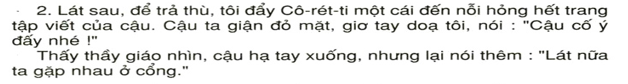 2. Lát sau, để trả thù, tôi đẩy Cô-rét-ti một cái đến nỗi hỏng hết trang
tập viết của cậu. Cậu ta giận đỏ mặt, giơ tay doạ tôi, nói : "Cậu cố ý
đấy nhé !"
Thấy thầy giáo nhìn, cậu hạ tay xuống, nhưng lại nói thêm : "Lát nữa
ta gặp nhau ở cổng."